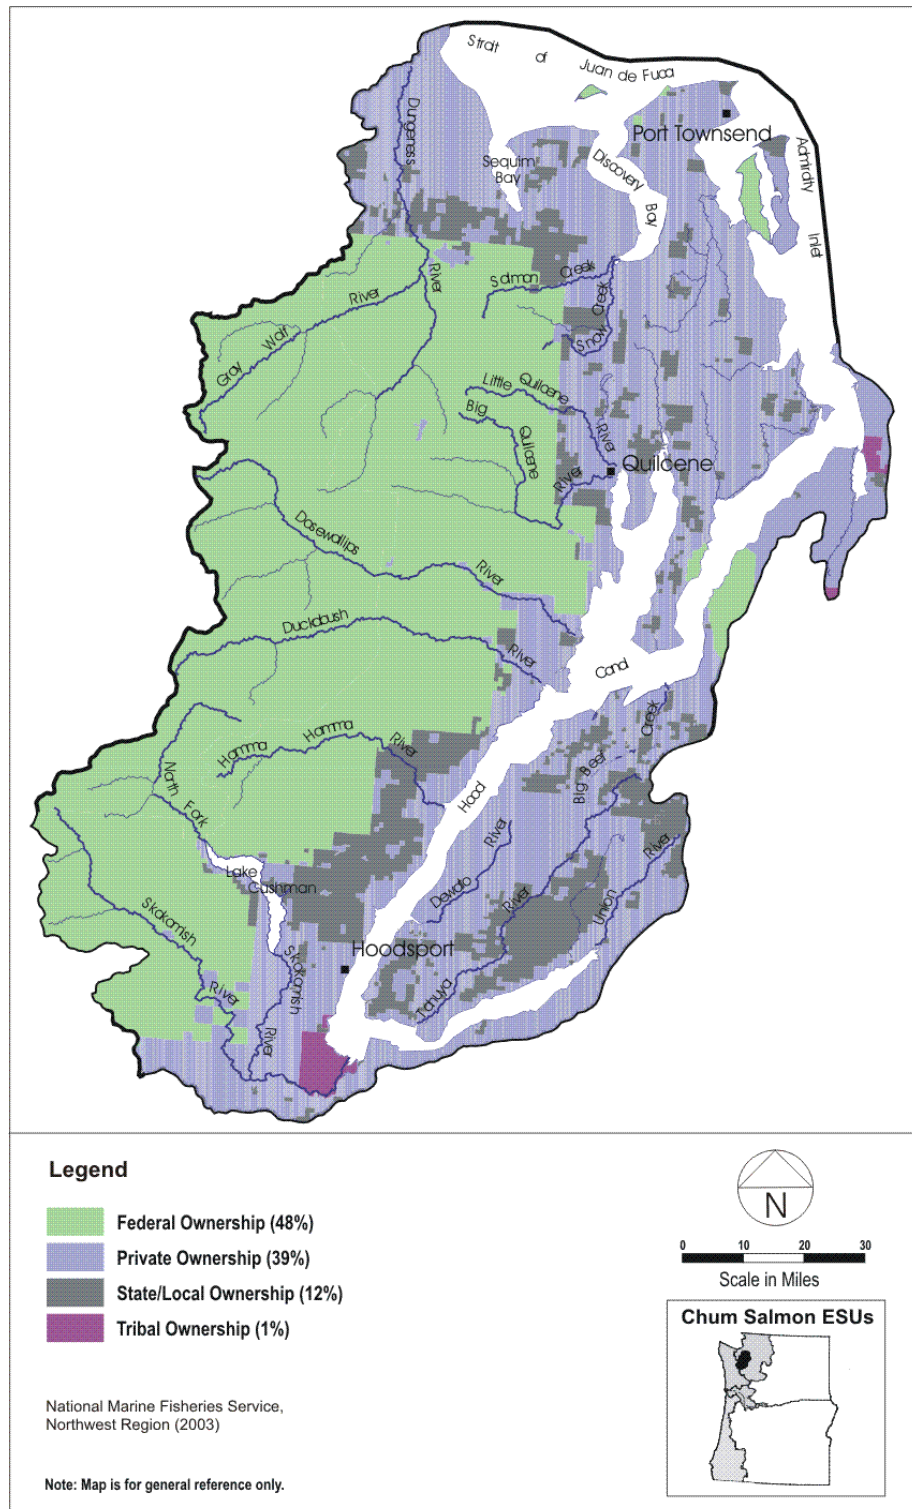 Strait of Juan de Fuca
Port Townsend
Admiralty Inlet
Dungeness River
Sequim
Bay
Discovery Bay
Salmon Creek
Snow Creek
Gray Wolf River
Little Quilcene River
Big Quilcene River
Quilcene
Dosewallips River
Duckabush River
Hood Canal
Hamma Hamma River
North Fork
Big Beef Creek
Lake
Cushman
Dewato River
Union River
Skokomish River
Skokomish River
Hoodsport
Tahuya River
Legend
Federal Ownership (48%)
Private Ownership (39%)
State/Local Ownership (12%)
Tribal Ownership (1%)
N
0 10 20 30
Scale in Miles
Chum Salmon ESUs
National Marine Fisheries Service,
Northwest Region (2003)
Note: Map is for general reference only.